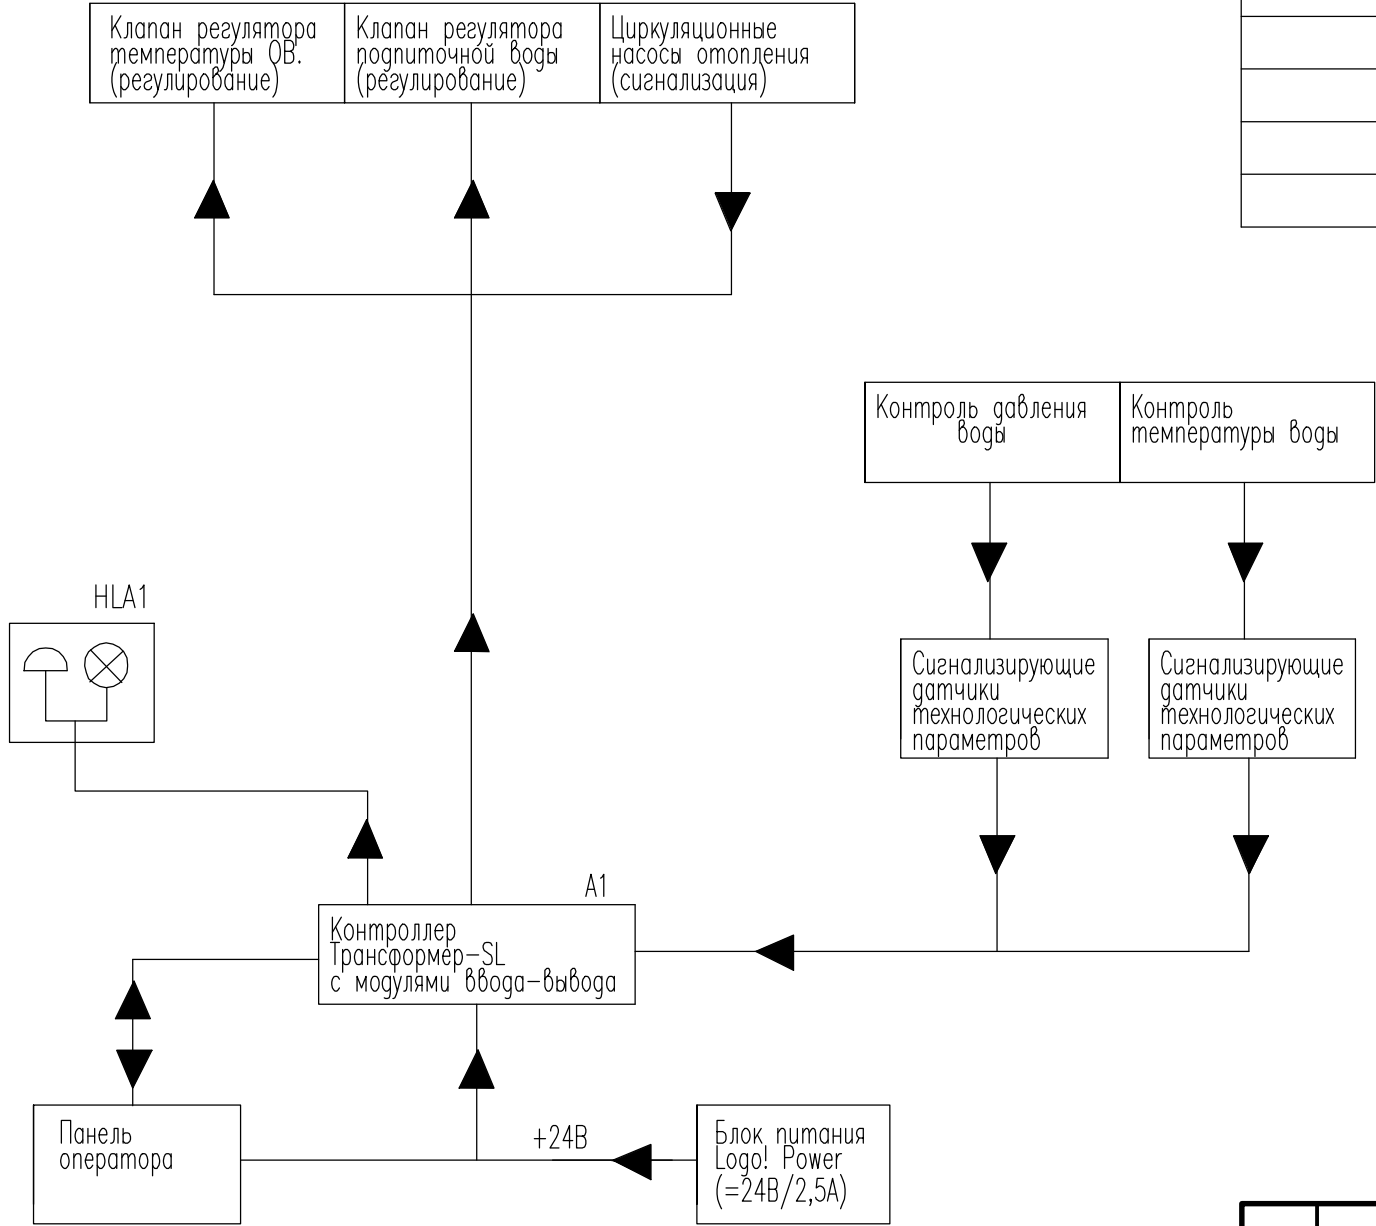 Клапан регулятора
температуры ОВ.
(регулирование)
Клапан регулятора
подпиточной воды
(регулирование)
Циркуляционные
насосы отопления
(сигнализация)
Контроль давления
воды
Контроль
температуры воды
HLA1
Сигнализирующие
датчики
технологических
параметров
Сигнализирующие
датчики
технологических
параметров
A1
Контроллер
Трансформер-SL
с модулями ввода-вывода
Панель
оператора
+24В
Блок питания
Logo! Power
(=24В/2,5А)